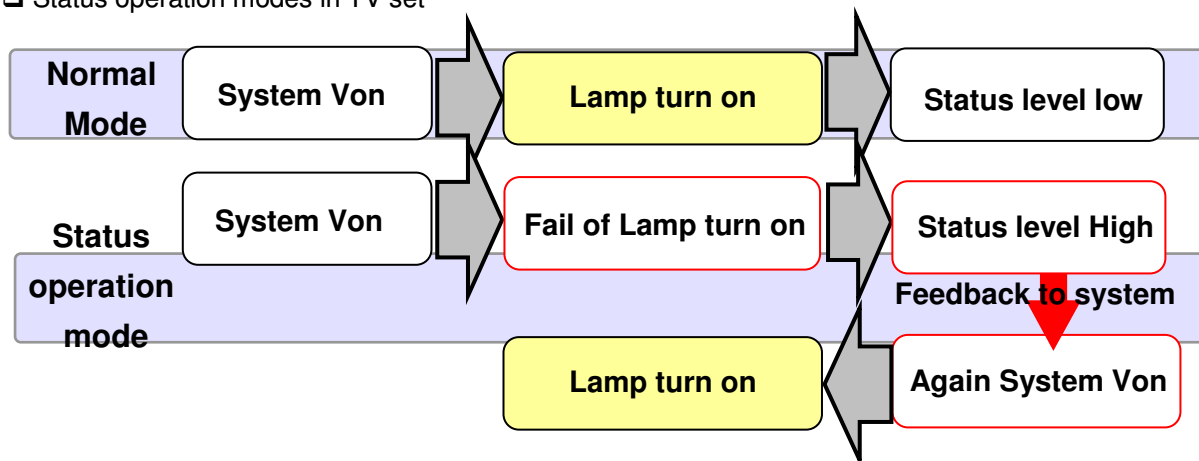 Status operation modes in TV set
Normal
Mode
System Von
Lamp turn on
Status level low
Status
operation
mode
System Von
Fail of Lamp turn on
Status level High
Feedback to system
Lamp turn on
Again System Von